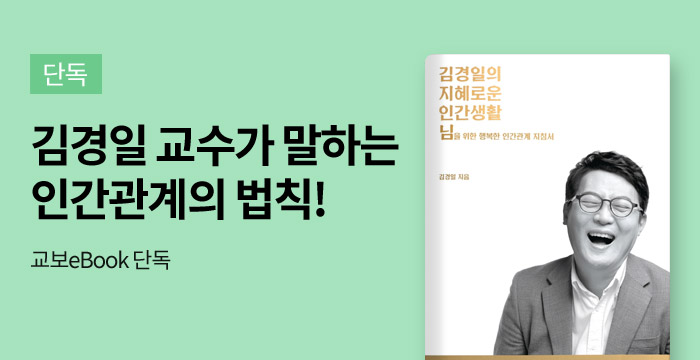 단독
김경일 교수가 말하는
인간관계의 법칙!
교보eBook 단독
김경일의
지혜로운
인간생활
님을 위한 행복한 인간관계 지침서
김경일 지음